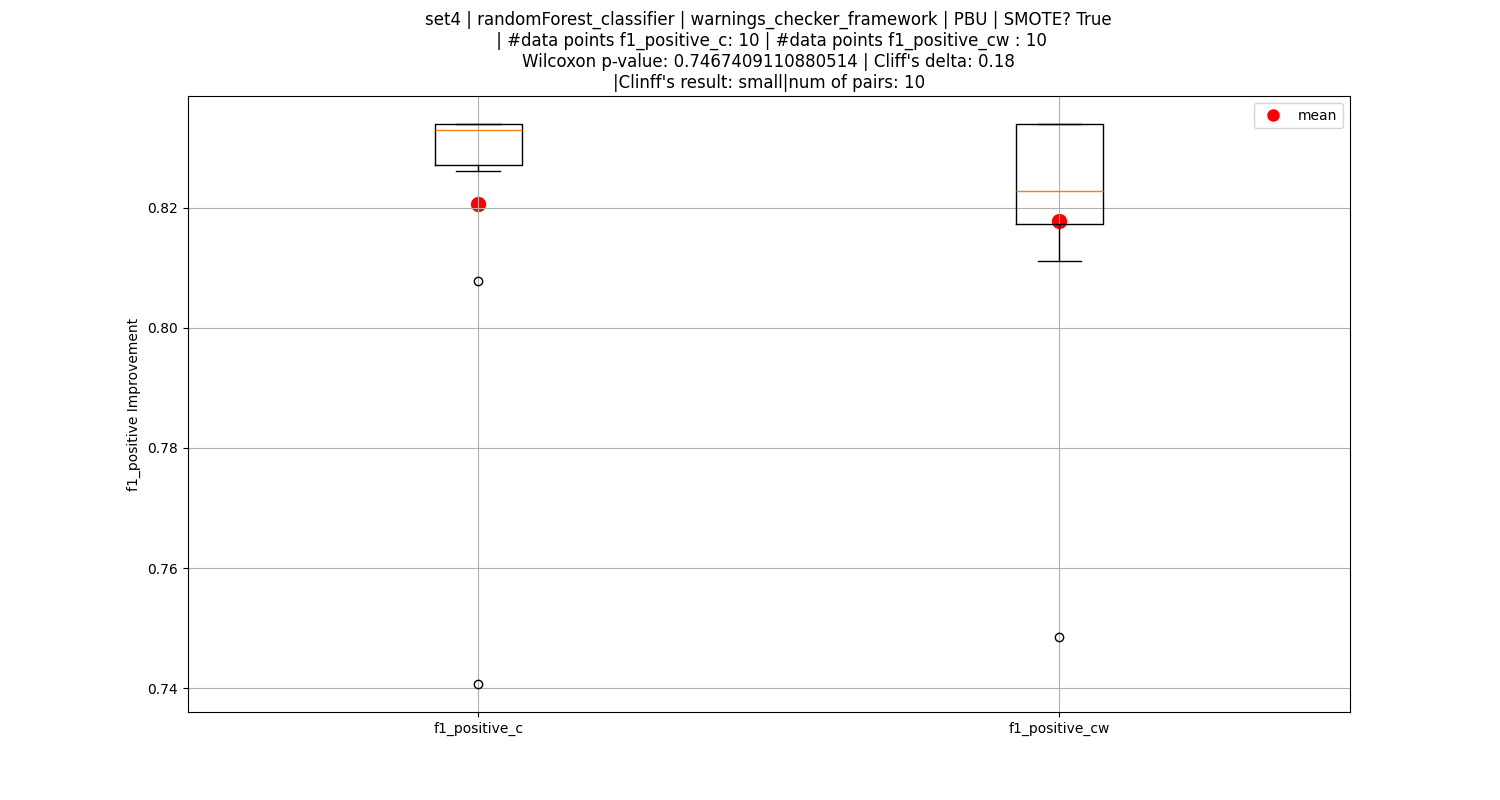 set4 | randomForest_classifier | warnings_checker_framework | PBU | SMOTE? True
| #data points f1_positive_c: 10 | #data points f1_positive_cw : 10
Wilcoxon p-value: 0.7467409110880514 | Cliff's delta: 0.18
|Clinff's result: small|num of pairs: 10
mean
f1_positive Improvement
0.82
0.80
0.78
0.76
0.74
f1_positive_c
f1_positive_cw